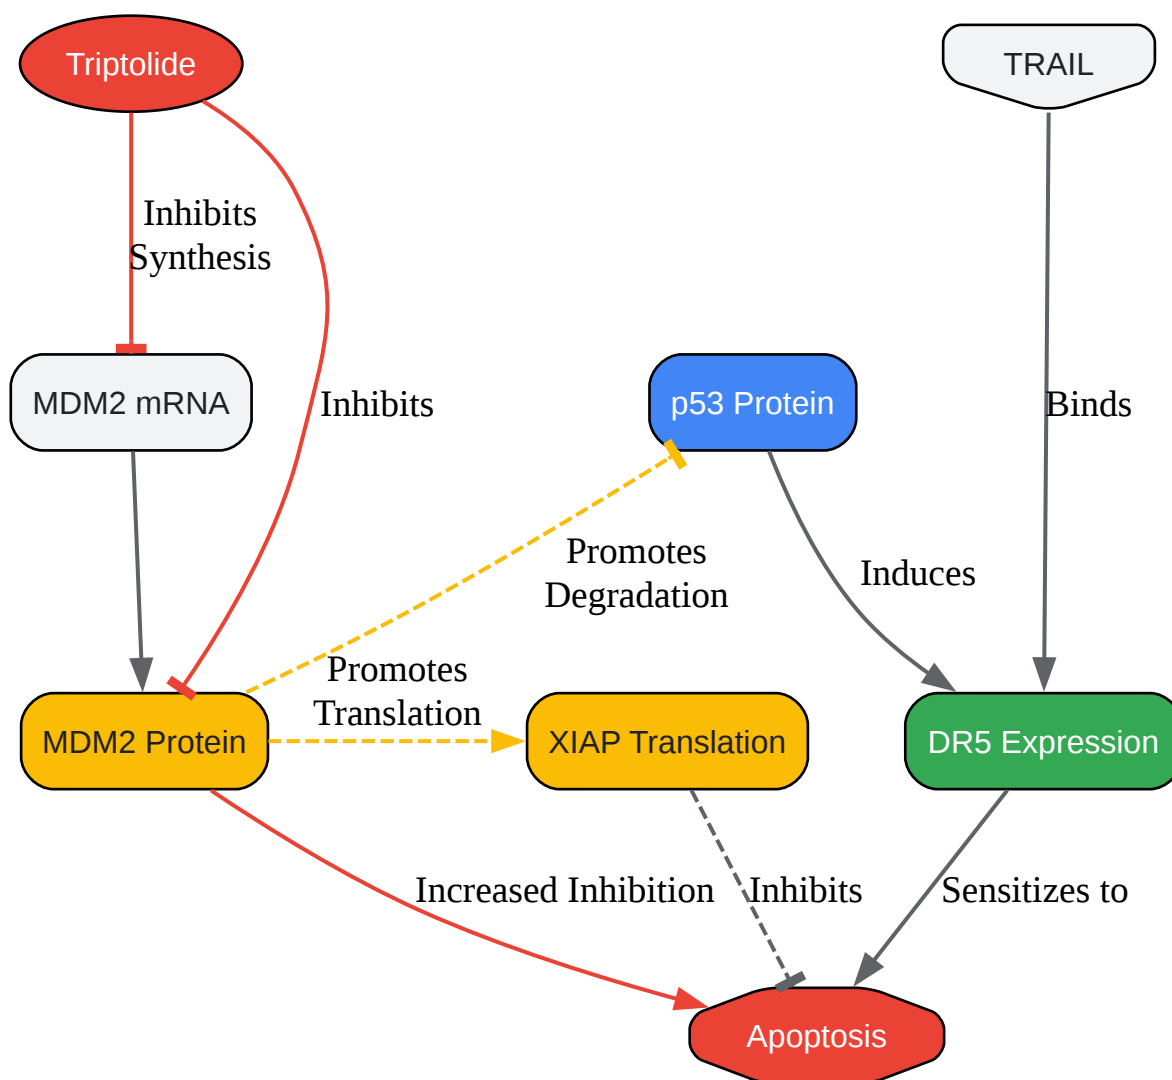 Triptolide
TRAIL
Inhibits
Synthesis
MDM2 mRNA
Inhibits
p53 Protein
Binds
Promotes
Degradation
Induces
Promotes
Translation
MDM2 Protein
XIAP Translation
DR5 Expression
Increased Inhibition
Inhibits
Sensitizes to
Apoptosis